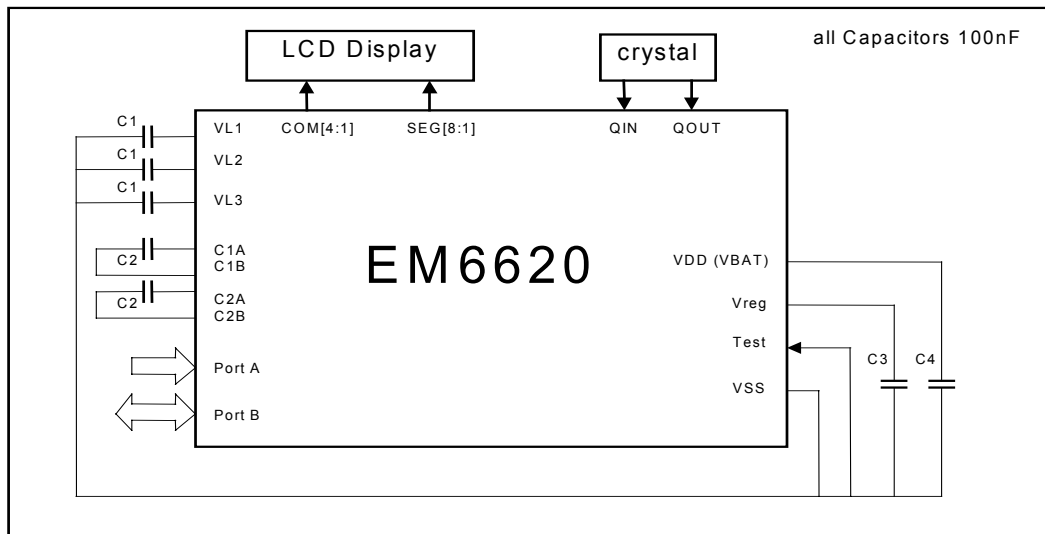 LCD Display
crystal
all Capacitors 100nF
C1
VL1
COM[4:1]
SEG[8:1]
QIN
QOUT
C1
VL2
C1
VL3
C1A
C2
C1B
EM6620
VDD (VBAT)
C2A
C2
C2B
Vreg
Test
C3
C4
Port A
VSS
Port B